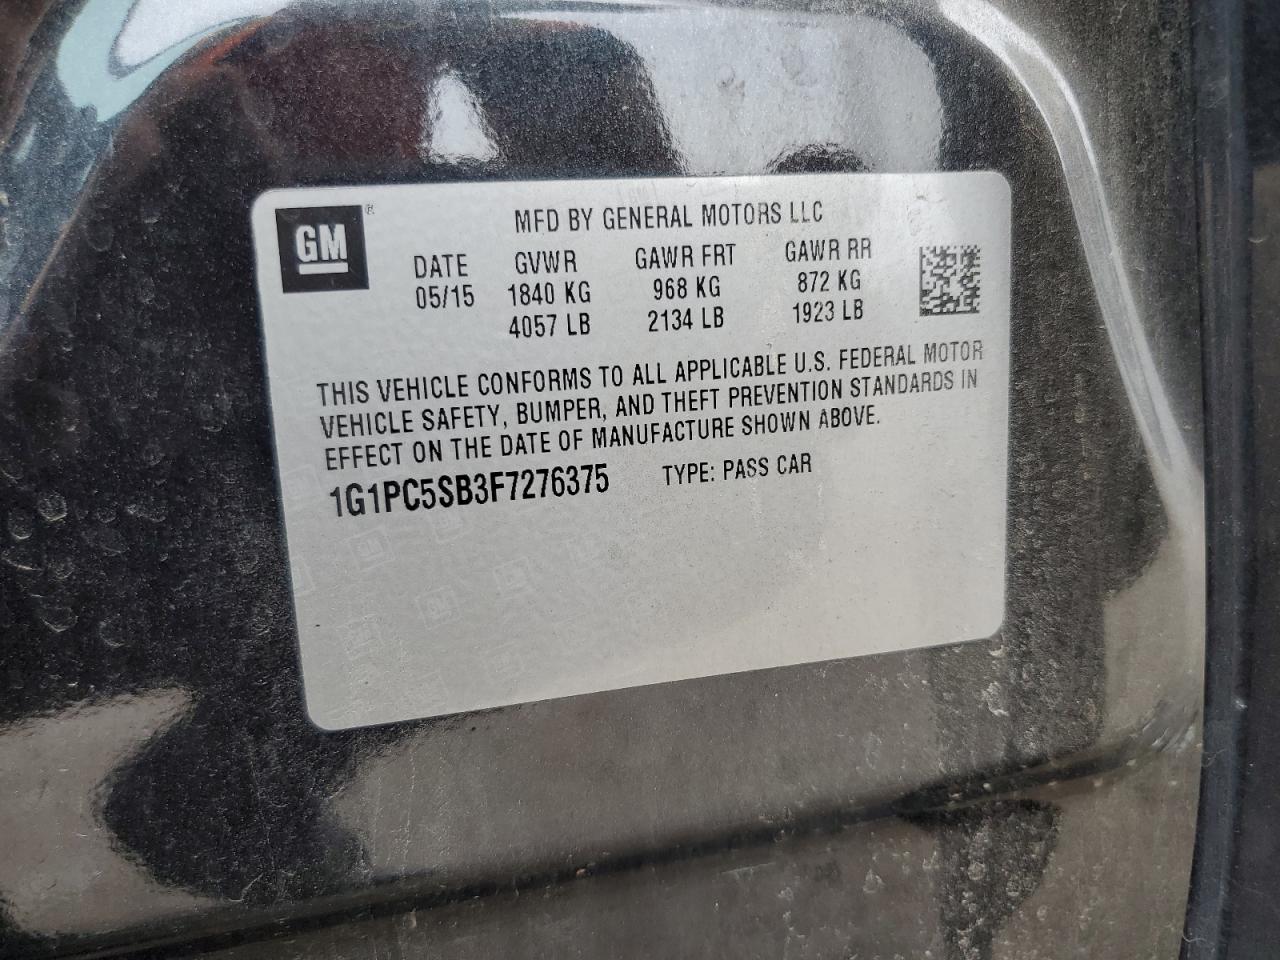 GM®
MFD BY GENERAL MOTORS LLC
DATE GVWR GAWR FRT GAWR RR
05/15 1840 KG 968 KG 872 KG
4057 LB 2134 LB 1923 LB
THIS VEHICLE CONFORMS TO ALL APPLICABLE U.S. FEDERAL MOTOR
VEHICLE SAFETY, BUMPER, AND THEFT PREVENTION STANDARDS IN
EFFECT ON THE DATE OF MANUFACTURE SHOWN ABOVE.
1G1PC5SB3F7276375 TYPE: PASS CAR